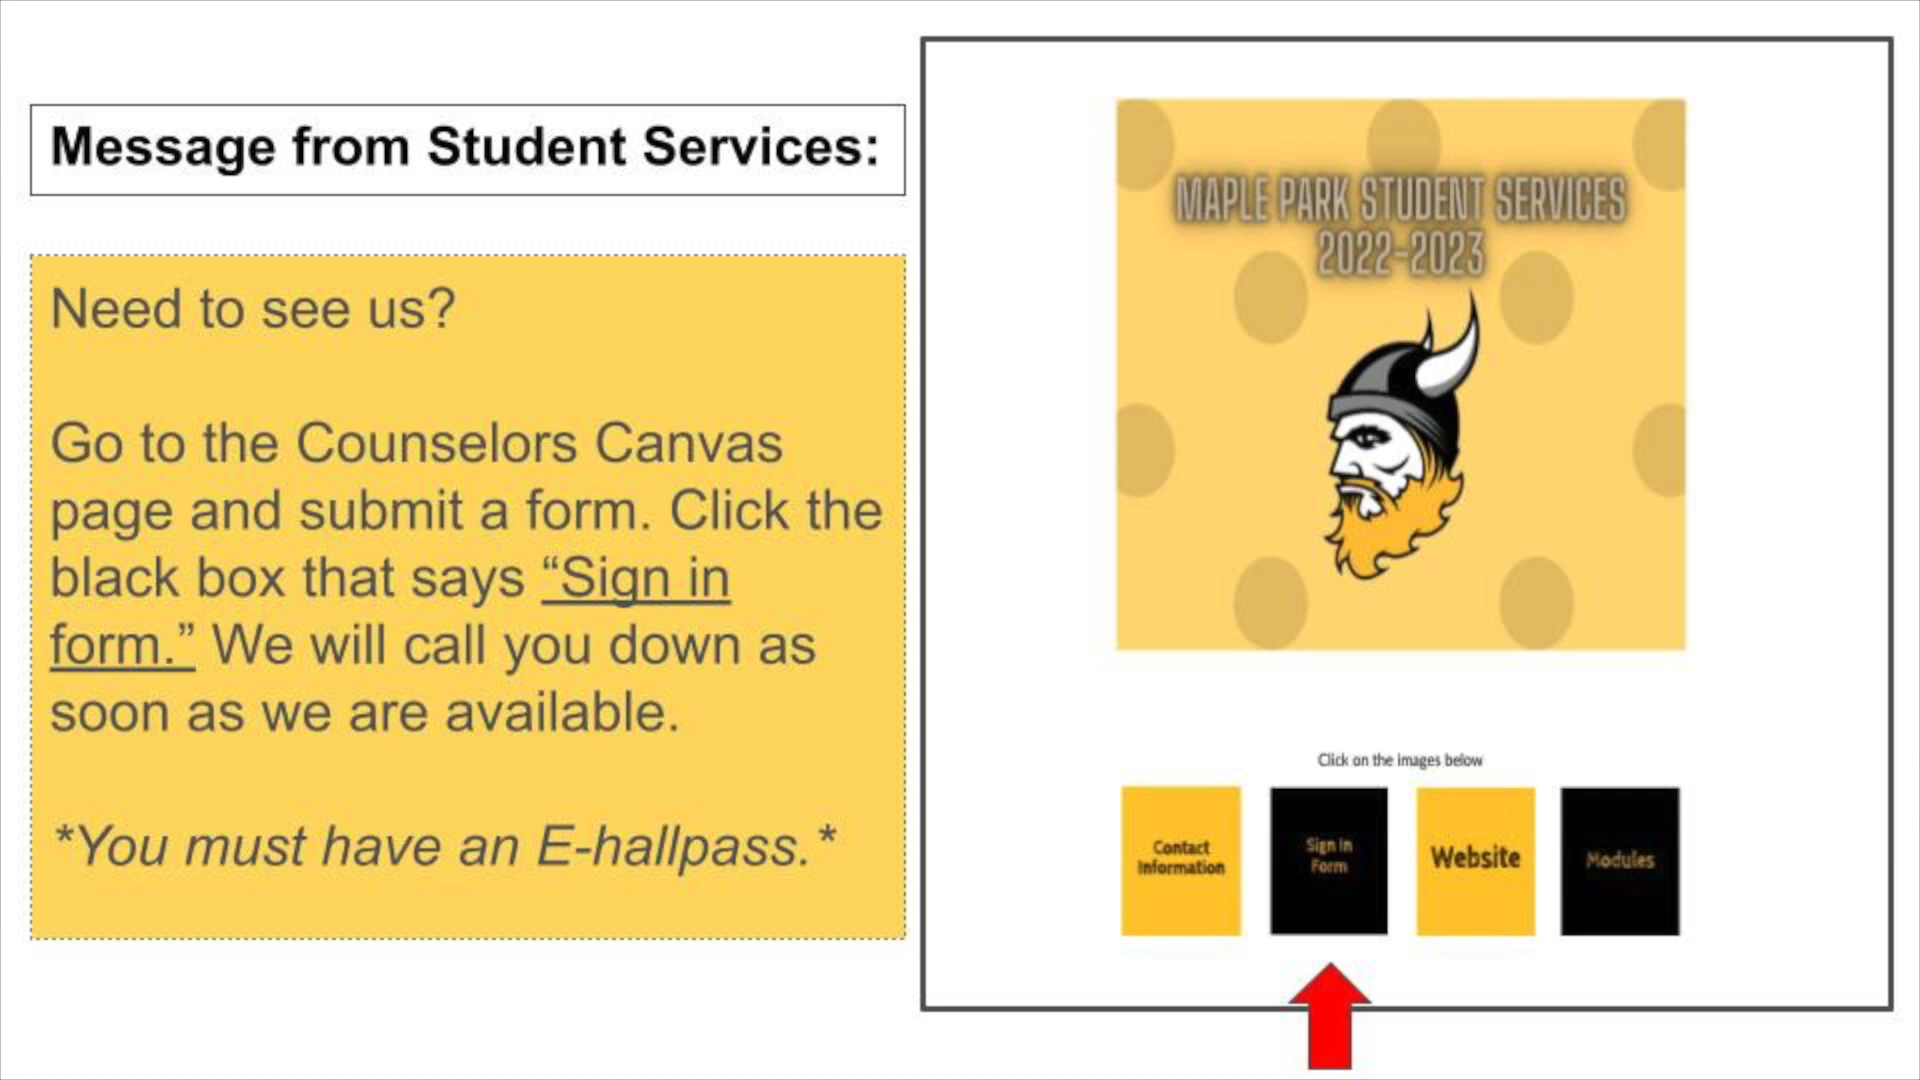 Message from Student Services:
Need to see us?
Go to the Counselors Canvas
page and submit a form. Click the
black box that says “Sign in
form.” We will call you down as
soon as we are available.
*You must have an E-hallpass.*
MAPLE PARK STUDENT SERVICES
2022-2023
Click on the images below
Contact
Information
Sign In
Form
Website
Modules